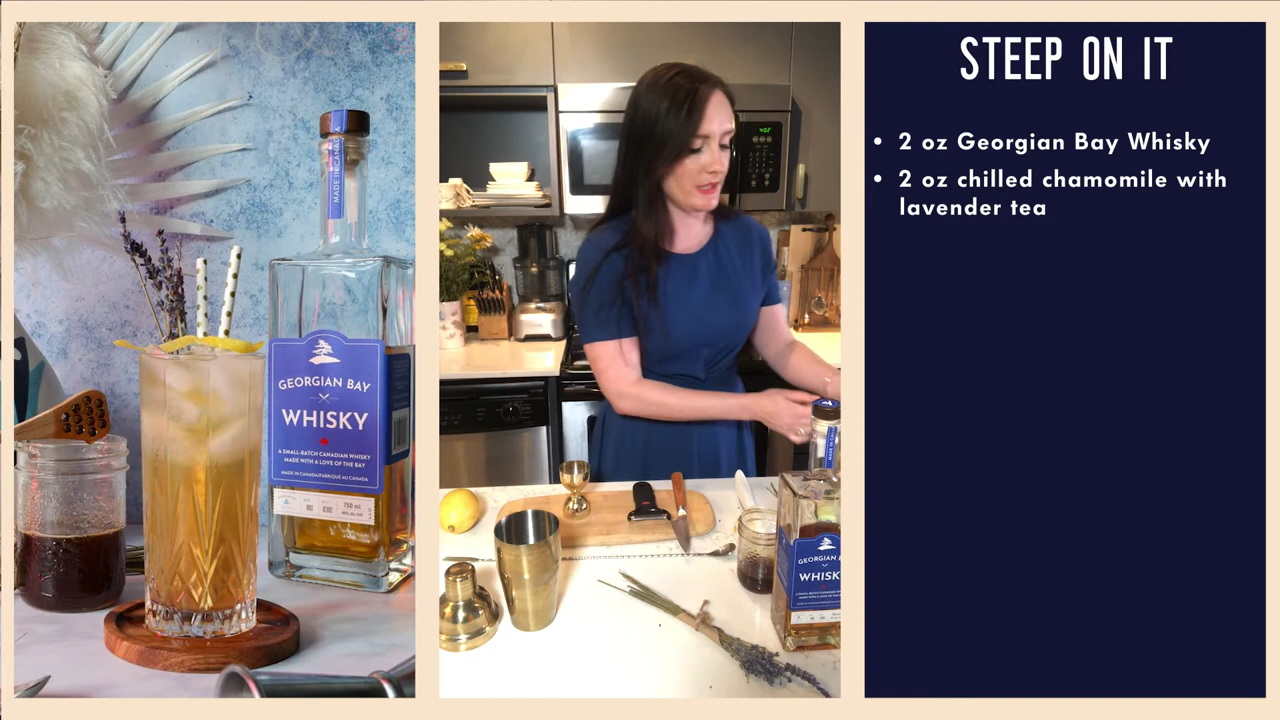 MADE IN CANADA
GEORGIAN BAY
WHISKY
A SMALL-BATCH CANADIAN WHISKY
MADE WITH A LOVE OF THE BAY
MADE IN CANADA/FABRIQUÉ AU CANADA
750 ml
4:02
GEORGIAN B
WHISK
STEEP ON IT
• 2 oz Georgian Bay Whisky
• 2 oz chilled chamomile with
lavender tea